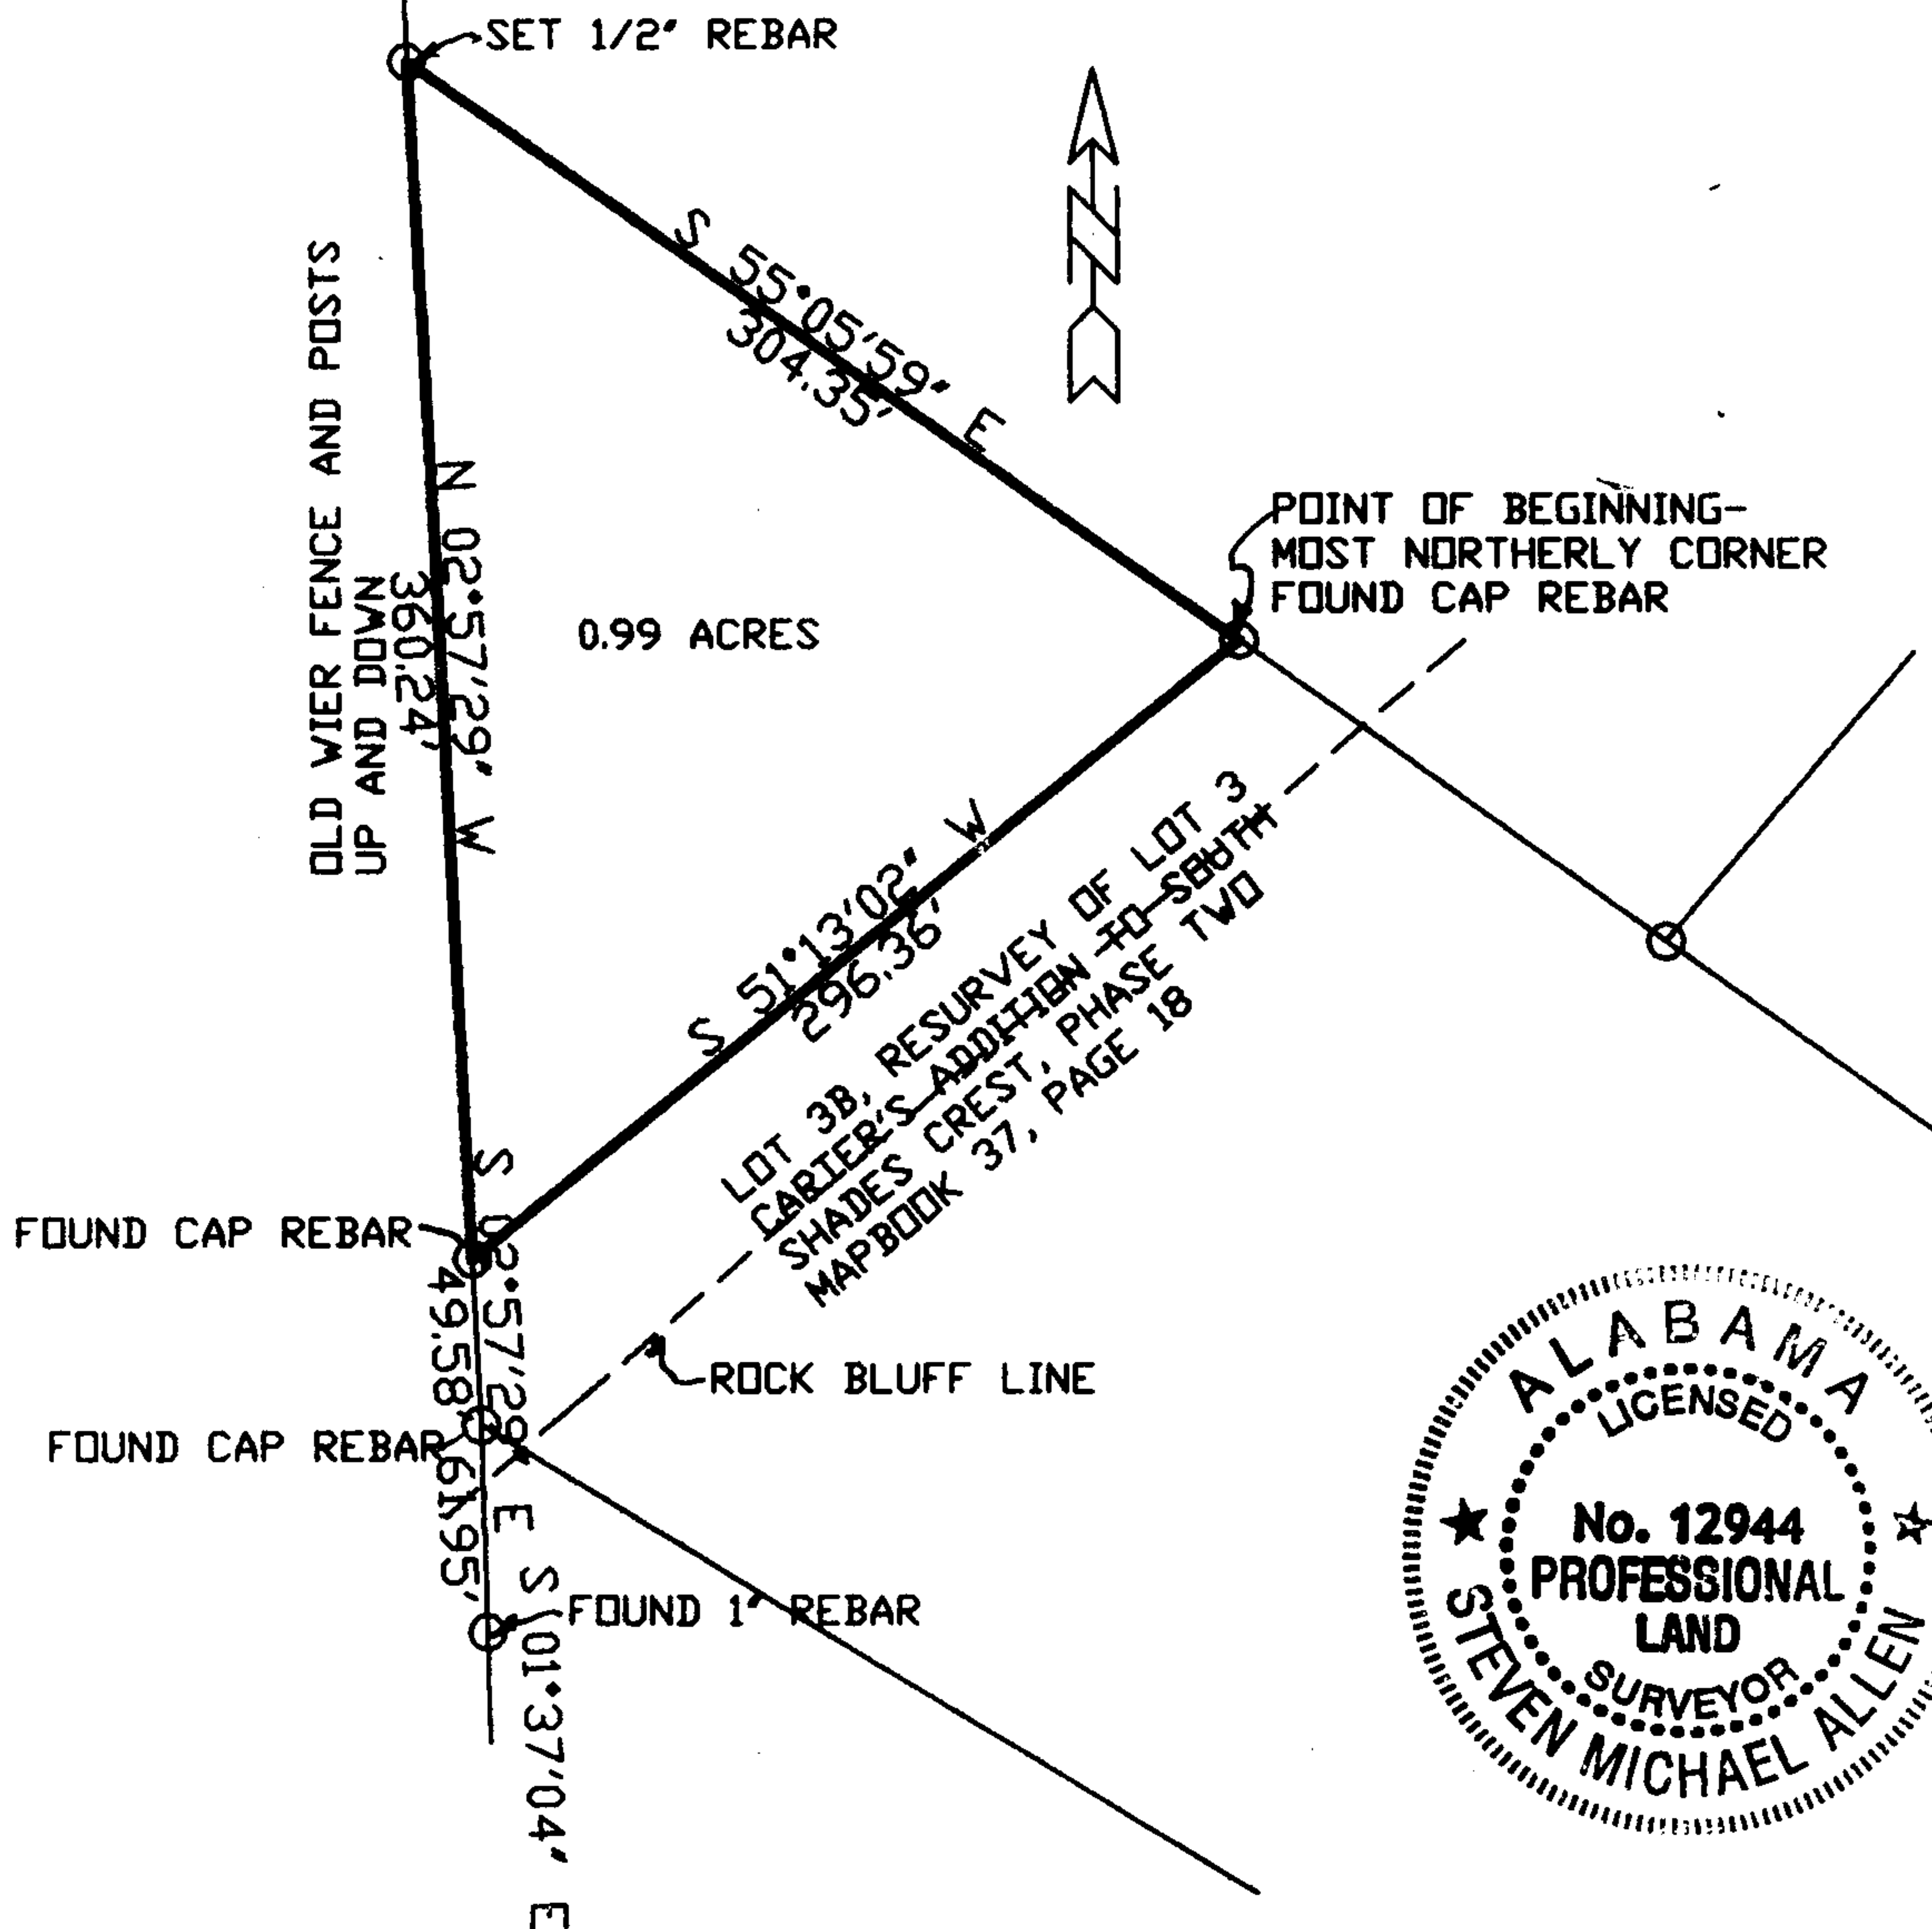 SET 1/2" REBAR
S 55•05'59" E
304.35'
OLD WIER FENCE AND POSTS
UP AND DOWN
N 02•57'29" W
360.24'
0.99 ACRES
POINT OF BEGINNING-
MOST NORTHERLY CORNER
FOUND CAP REBAR
S 51•13'02" W
296.36'
LOT 3B, RESURVEY OF LOT 3
CARIER'S ADDITION TO SOUTH
SHADES CREST, PHASE TWO
MAPBOOK 37, PAGE 18
FOUND CAP REBAR
S 02•57'29" E
49.58'
ROCK BLUFF LINE
FOUND CAP REBAR
61.95'
FOUND 1" REBAR
S 01•37'04" E
ALABAMA
LICENSED
No. 12944
PROFESSIONAL
LAND
SURVEYOR
STEVEN MICHAEL ALLEN